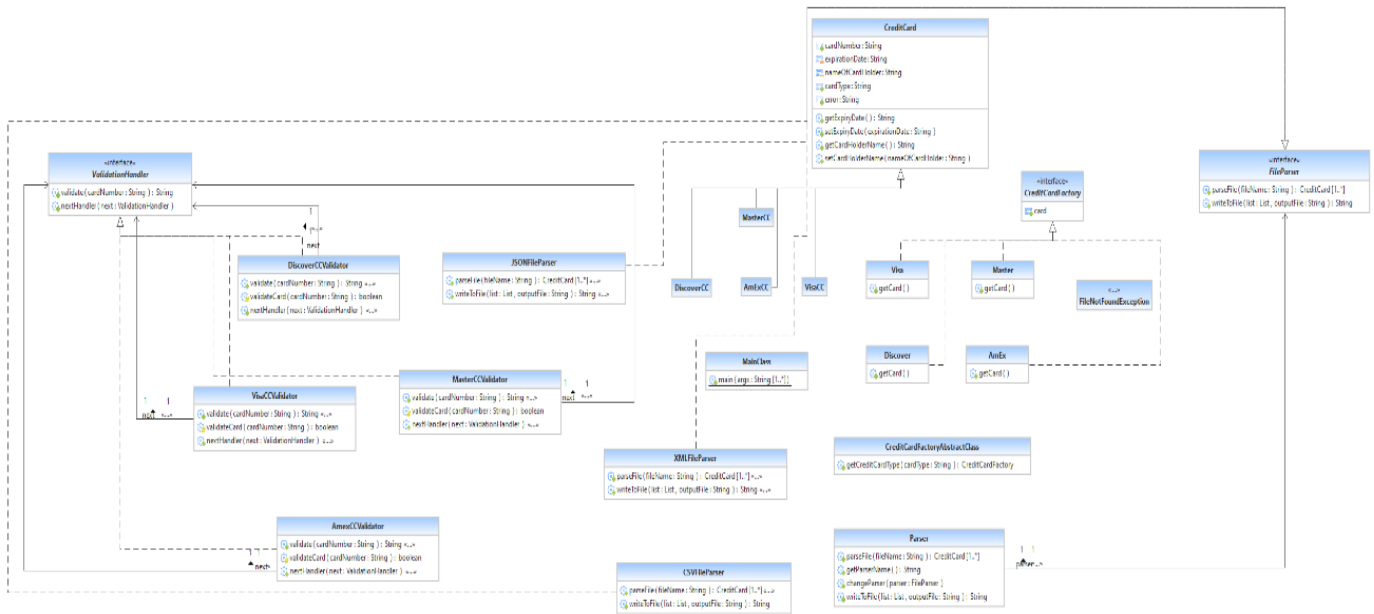 CreditCard
cardNumber: String
expirationDate: String
nameOfCardHolder: String
cardType: String
error: String
getExpiryDate ( ) : String
setExpiryDate (expirationDate : String )
getCardHolderName ( ) : String
setCardHolderName (nameOfCardHolder : String )
«interface»
ValidationHandler
validate ( cardNumber : String ) : String
nextHandler ( next : ValidationHandler )
«interface»
FileParser
parseFile (fileName : String ) : CreditCard [1..*]
writeToFile (list : List , outputFile : String ) : String
«interface»
CreditCardFactory
card
MasterCC
DiscoverCC
AmExCC
VisaCC
1
next
DiscoverCCValidator
validate ( cardNumber : String ) : String «...»
validateCard ( cardNumber : String ) : boolean
nextHandler ( next : ValidationHandler ) «...»
JSONFileParser
parseFile (fileName : String ) : CreditCard [1..*] «...»
writeToFile (list : List , outputFile : String ) : String «...»
Visa
getCard ( )
Master
getCard ( )
«...»
FileNotFoundException
Discover
getCard ( )
AmEx
getCard ( )
MainClass
main ( args : String [1..*] )
VisaCCValidator
validate ( cardNumber : String ) : String «...»
validateCard ( cardNumber : String ) : boolean
nextHandler ( next : ValidationHandler ) «...»
1 1
next «...»
MasterCCValidator
validate ( cardNumber : String ) : String «...»
validateCard ( cardNumber : String ) : boolean
nextHandler ( next : ValidationHandler ) «...»
1 1
next «...»
XMLFileParser
parseFile (fileName : String ) : CreditCard [1..*] «...»
writeToFile (list : List , outputFile : String ) : String «...»
CreditCardFactoryAbstractClass
getCreditCardType ( cardType : String ) : CreditCardFactory
AmexCCValidator
validate ( cardNumber : String ) : String «...»
validateCard ( cardNumber : String ) : boolean
nextHandler ( next : ValidationHandler ) «...»
next
Parser
parseFile (fileName : String ) : CreditCard [1..*]
getParserName ( ) : String
changeParser ( parser : FileParser )
writeToFile (list : List , outputFile : String ) : String
1 1
CSVFileParser
parseFile (fileName : String ) : CreditCard [1..*] «...»
writeToFile (list : List , outputFile : String ) : String